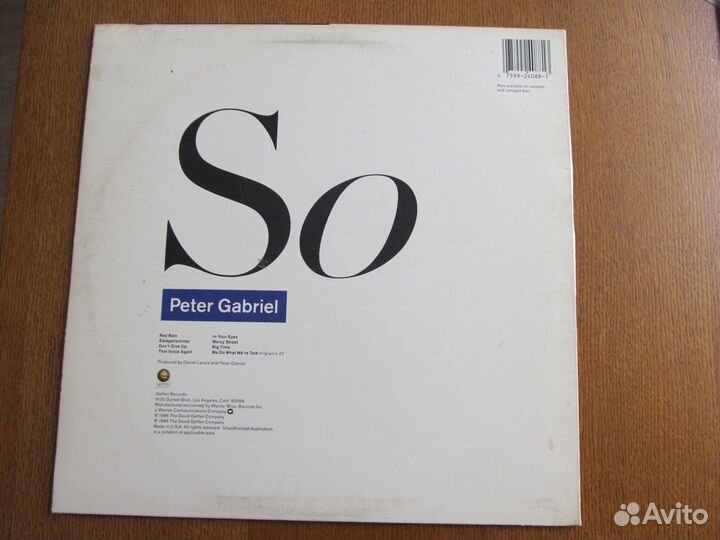 0 7599-24088-1
Also available on cassette
and compact disc
So
Peter Gabriel
Red Rain
Sledgehammer
Don't Give Up
That Voice Again
In Your Eyes
Mercy Street
Big Time
We Do What We're Told milgram's 37
Produced by Daniel Lanois and Peter Gabriel
Geffen Records
9130 Sunset Blvd., Los Angeles, Calif. 90069
Manufactured exclusively by Warner Bros. Records Inc.
a Warner Communications Company
© 1986 The David Geffen Company
℗ 1986 The David Geffen Company
Made in U.S.A. All rights reserved. Unauthorized duplication
is a violation of applicable laws.
Avito